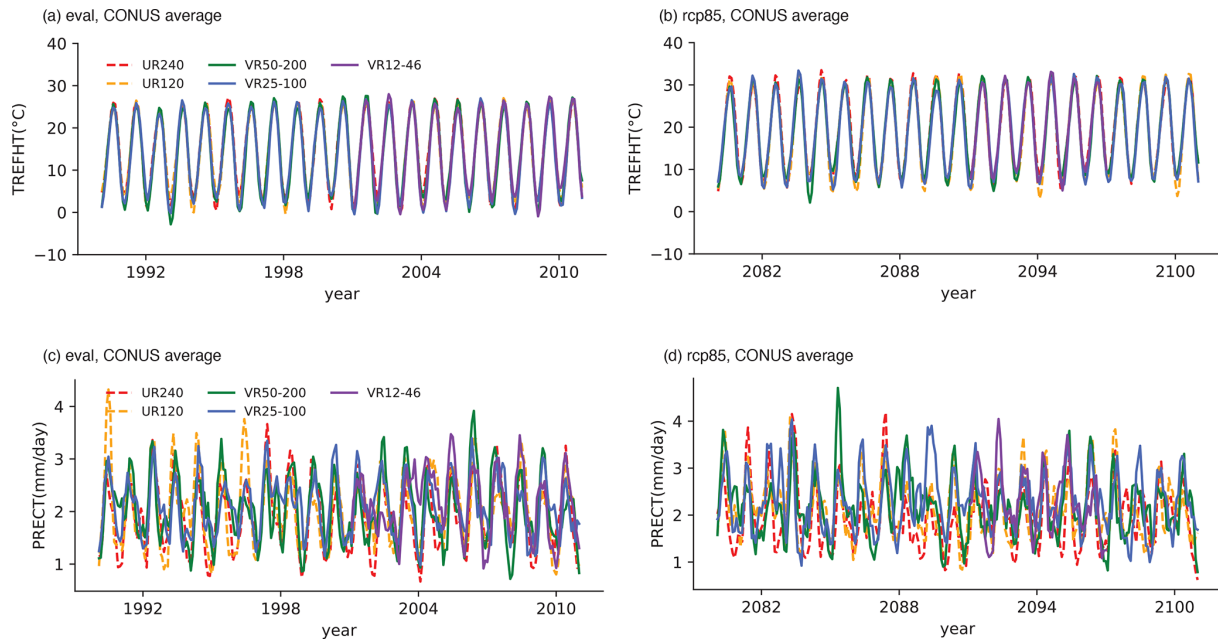 (a) eval, CONUS average
40
30
20
10
0
−10
TREFHT(°C)
UR240
UR120
VR50-200
VR25-100
VR12-46
1992
1998
2004
2010
year
(b) rcp85, CONUS average
40
30
20
10
0
−10
TREFHT(°C)
2082
2088
2094
2100
year
(c) eval, CONUS average
4
3
2
1
PRECT(mm/day)
UR240
UR120
VR50-200
VR25-100
VR12-46
1992
1998
2004
2010
year
(d) rcp85, CONUS average
4
3
2
1
PRECT(mm/day)
2082
2088
2094
2100
year